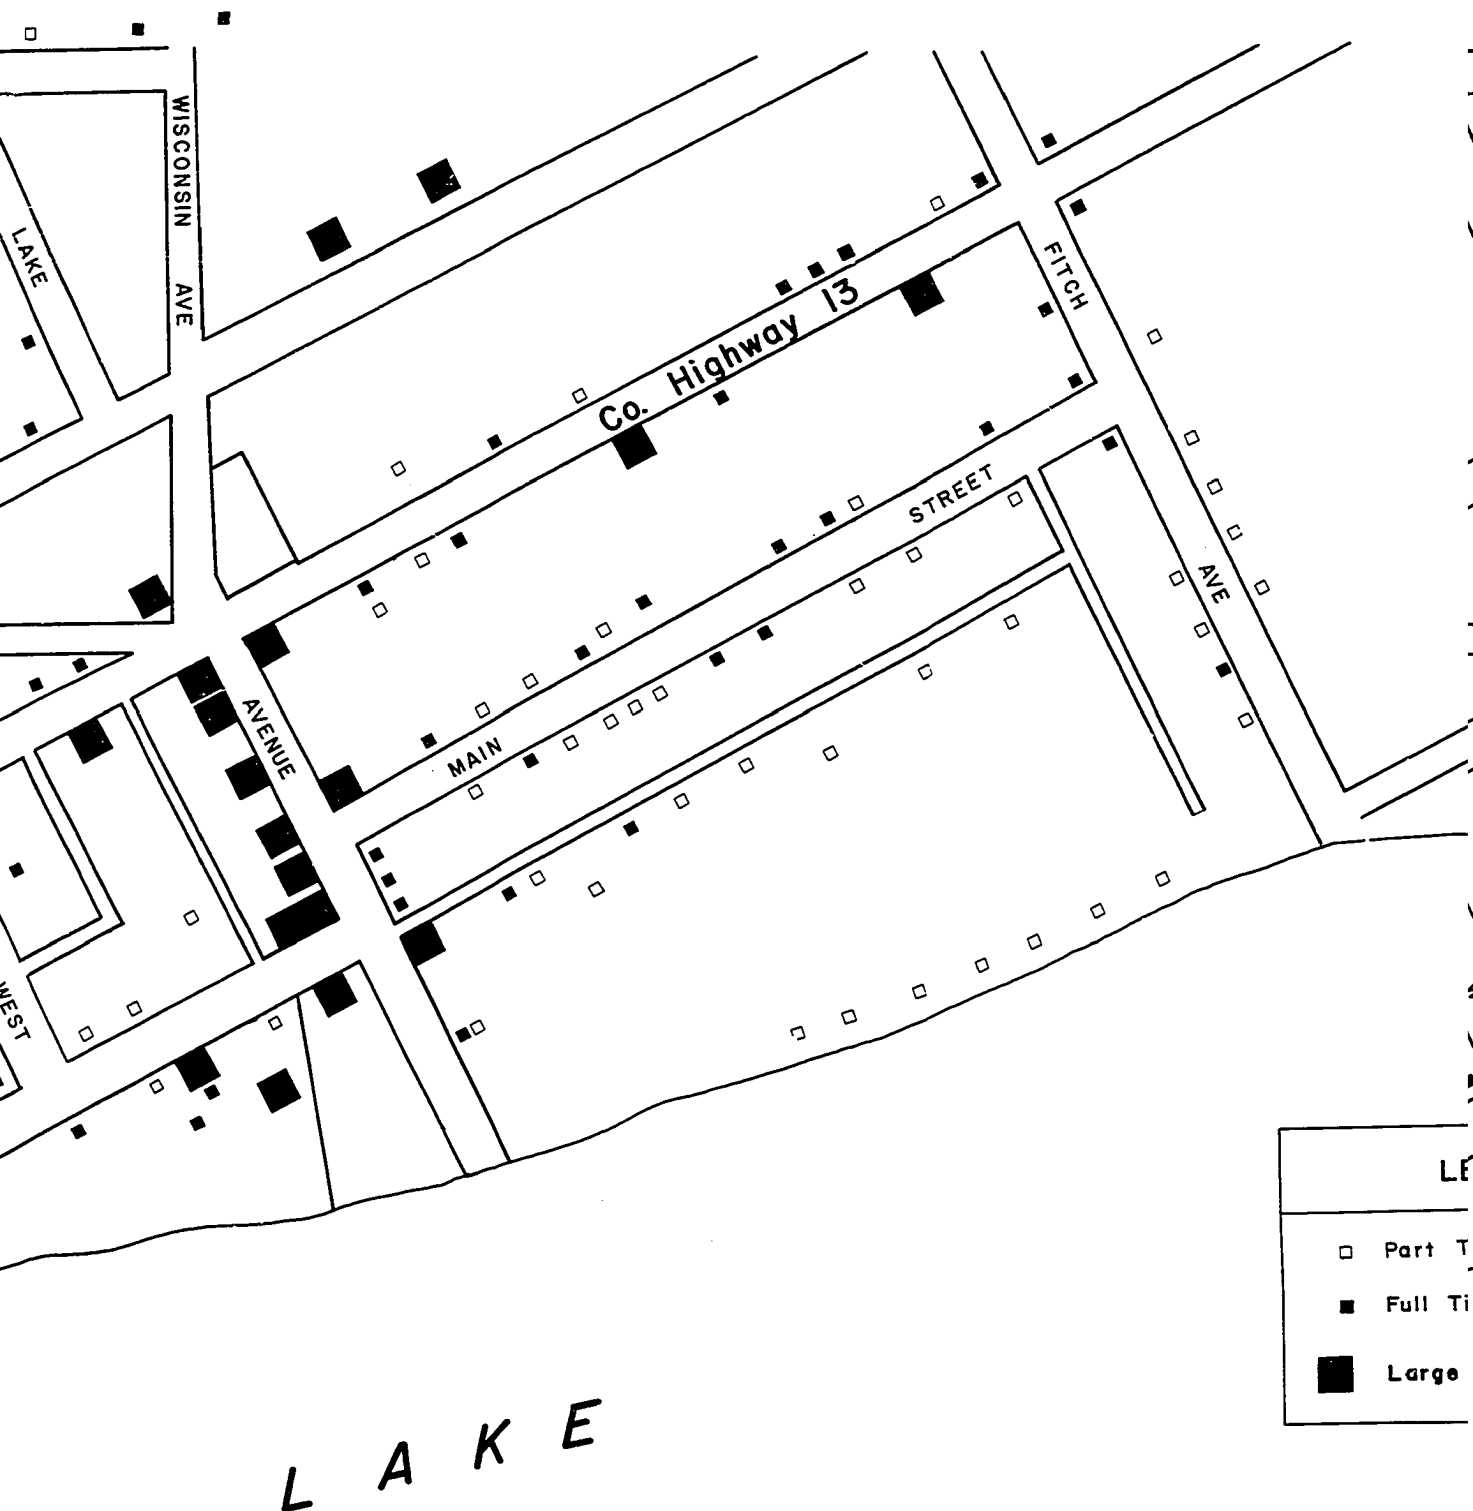 WISCONSIN AVE
LAKE
FITCH
Co. Highway 13
STREET
AVE
AVENUE
MAIN
WEST
LE
Part T
Full Ti
Large
LAKE